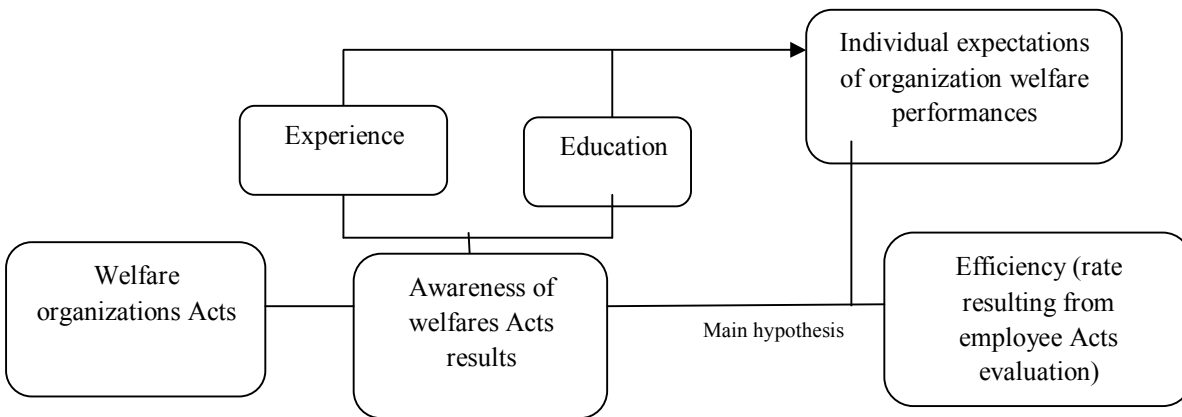 Individual expectations
of organization welfare
performances
Experience
Education
Welfare
organizations Acts
Awareness of
welfares Acts
results
Main hypothesis
Efficiency (rate
resulting from
employee Acts
evaluation)